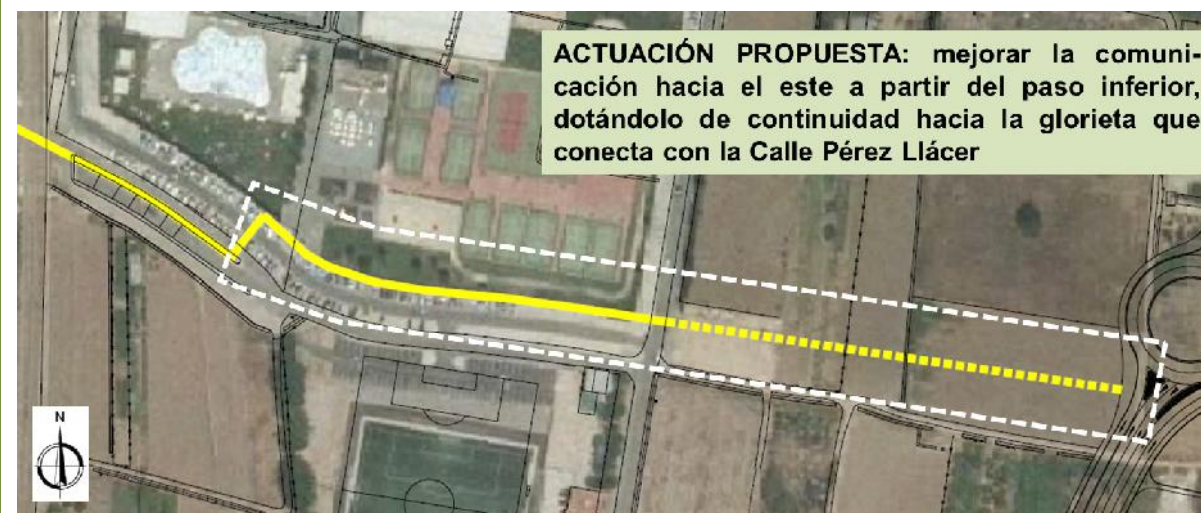 ACTUACIÓN PROPUESTA: mejorar la comuni-
cación hacia el este a partir del paso inferior,
dotándolo de continuidad hacia la glorieta que
conecta con la Calle Pérez Llácer
N